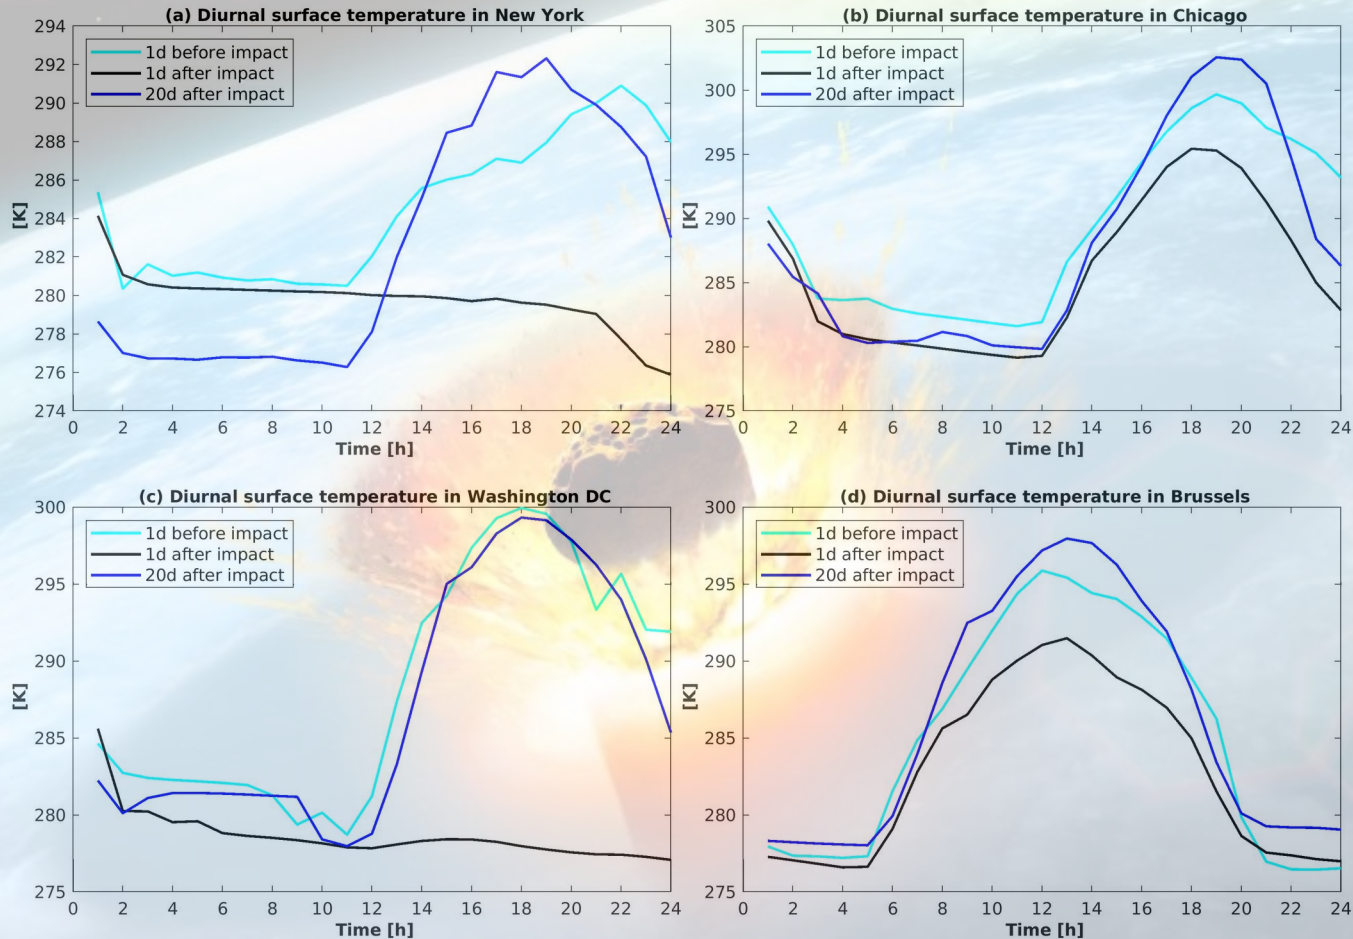 (a) Diurnal surface temperature in New York
1d before impact
1d after impact
20d after impact
294
292
290
288
286
284
282
280
278
276
274
[K]
0 2 4 6 8 10 12 14 16 18 20 22 24
Time [h]
(b) Diurnal surface temperature in Chicago
1d before impact
1d after impact
20d after impact
305
300
295
290
285
280
275
[K]
0 2 4 6 8 10 12 14 16 18 20 22 24
Time [h]
(c) Diurnal surface temperature in Washington DC
1d before impact
1d after impact
20d after impact
300
295
290
285
280
275
[K]
0 2 4 6 8 10 12 14 16 18 20 22 24
Time [h]
(d) Diurnal surface temperature in Brussels
1d before impact
1d after impact
20d after impact
300
295
290
285
280
275
[K]
0 2 4 6 8 10 12 14 16 18 20 22 24
Time [h]